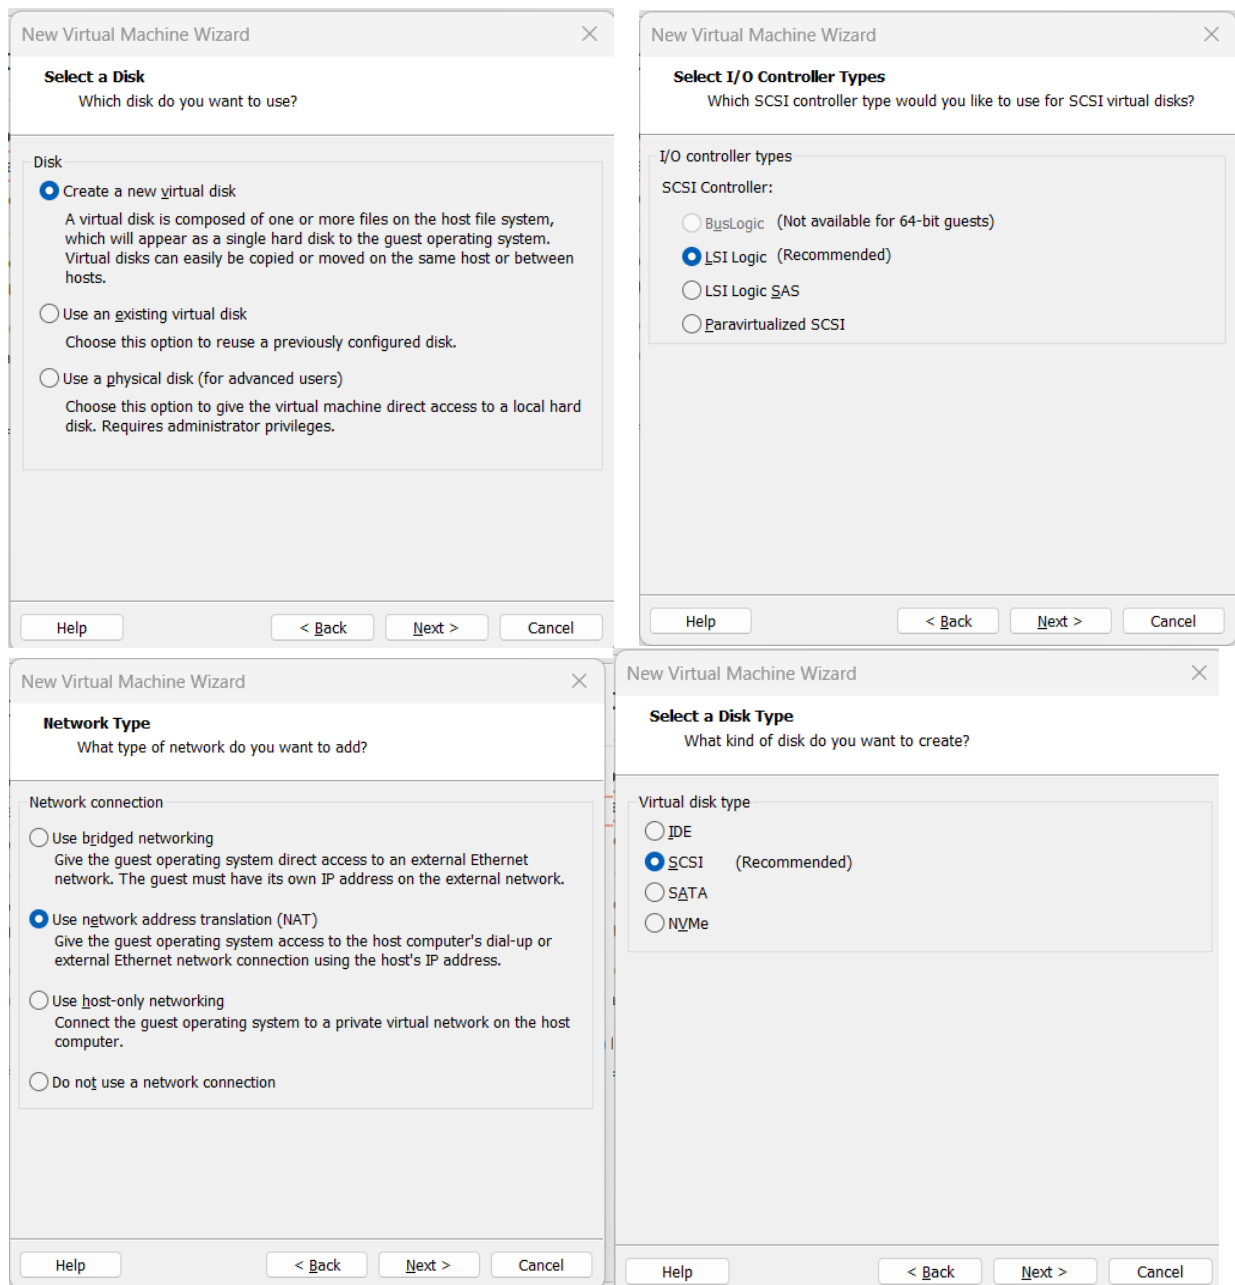 New Virtual Machine Wizard
Select a Disk
Which disk do you want to use?
Disk
Create a new virtual disk
A virtual disk is composed of one or more files on the host file system,
which will appear as a single hard disk to the guest operating system.
Virtual disks can easily be copied or moved on the same host or between
hosts.
Use an existing virtual disk
Choose this option to reuse a previously configured disk.
Use a physical disk (for advanced users)
Choose this option to give the virtual machine direct access to a local hard
disk. Requires administrator privileges.
Help
< Back
Next >
Cancel
New Virtual Machine Wizard
Select I/O Controller Types
Which SCSI controller type would you like to use for SCSI virtual disks?
I/O controller types
SCSI Controller:
BusLogic (Not available for 64-bit guests)
LSI Logic (Recommended)
LSI Logic SAS
Paravirtualized SCSI
Help
< Back
Next >
Cancel
New Virtual Machine Wizard
Network Type
What type of network do you want to add?
Network connection
Use bridged networking
Give the guest operating system direct access to an external Ethernet
network. The guest must have its own IP address on the external network.
Use network address translation (NAT)
Give the guest operating system access to the host computer's dial-up or
external Ethernet network connection using the host's IP address.
Use host-only networking
Connect the guest operating system to a private virtual network on the host
computer.
Do not use a network connection
Help
< Back
Next >
Cancel
New Virtual Machine Wizard
Select a Disk Type
What kind of disk do you want to create?
Virtual disk type
IDE
SCSI (Recommended)
SATA
NVMe
Help
< Back
Next >
Cancel